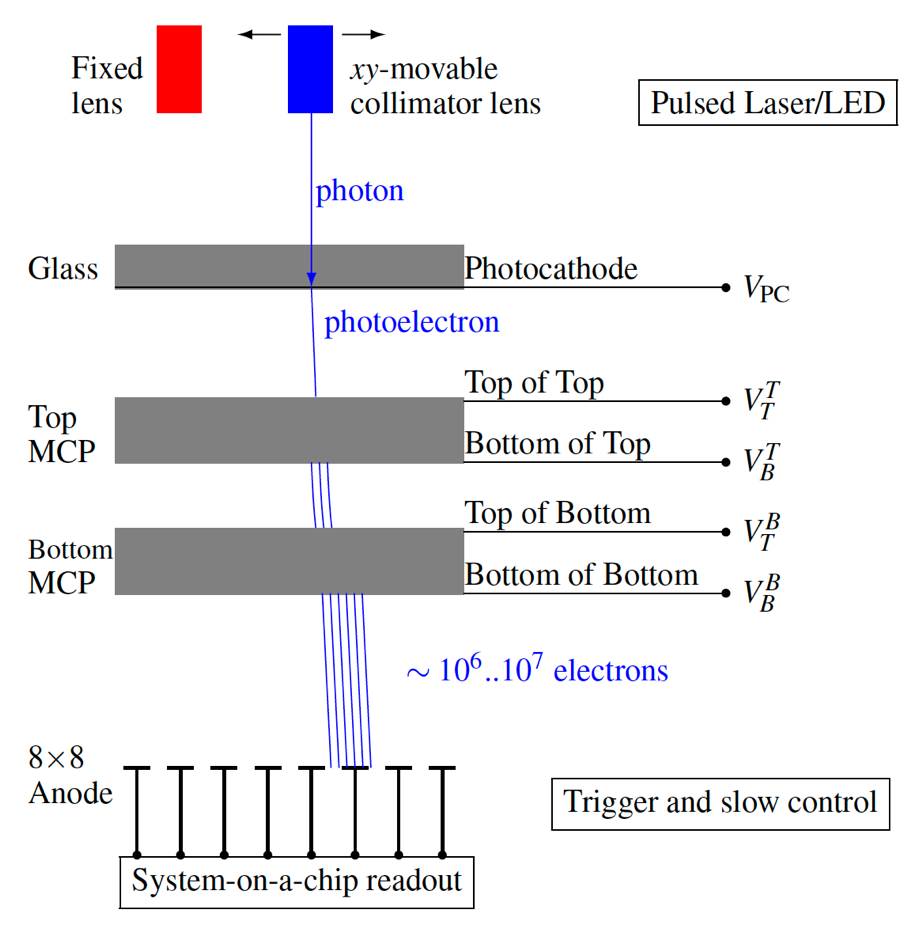 Fixed
lens
xy-movable
collimator lens
Pulsed Laser/LED
photon
Glass
Photocathode
V_PC
photoelectron
Top
MCP
Top of Top
V_T^T
Bottom of Top
V_B^T
Bottom
MCP
Top of Bottom
V_T^B
Bottom of Bottom
V_B^B
∼ 10^6..10^7 electrons
8×8
Anode
Trigger and slow control
System-on-a-chip readout